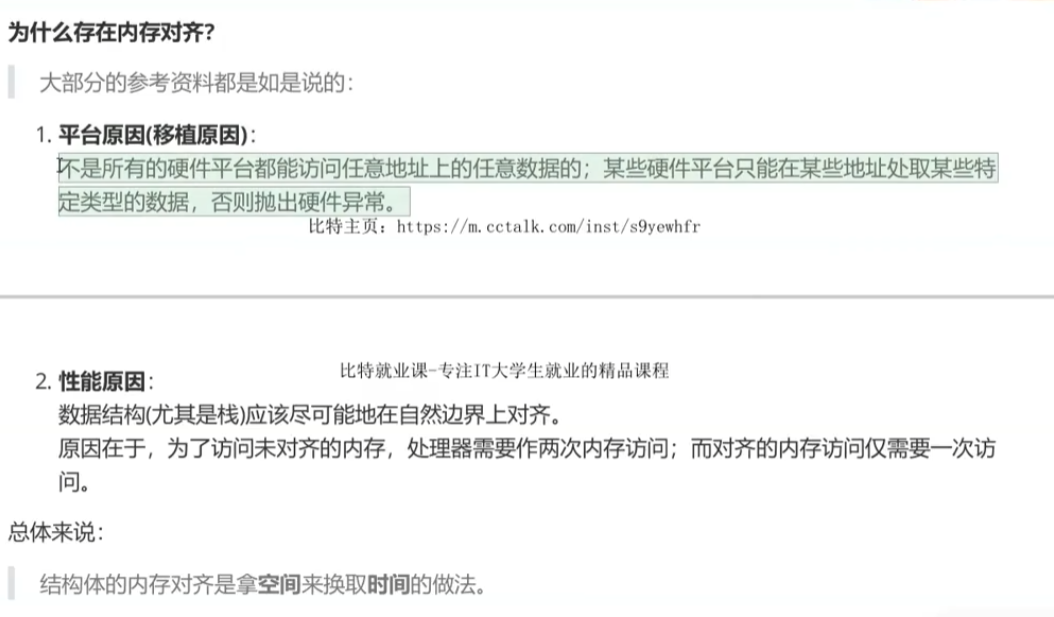 为什么存在内存对齐?
大部分的参考资料都是如是说的：
1. 平台原因(移植原因)：
不是所有的硬件平台都能访问任意地址上的任意数据的；某些硬件平台只能在某些地址处取某些特
定类型的数据，否则抛出硬件异常。
比特主页：https://m.cctalk.com/inst/s9yewhfr
比特就业课-专注IT大学生就业的精品课程
2. 性能原因：
数据结构(尤其是栈)应该尽可能地在自然边界上对齐。
原因在于，为了访问未对齐的内存，处理器需要作两次内存访问；而对齐的内存访问仅需要一次访
问。
总体来说：
结构体的内存对齐是拿空间来换取时间的做法。